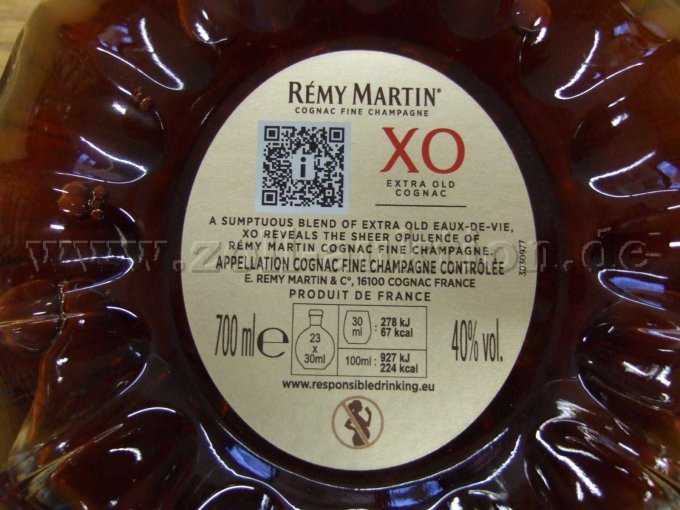 RÉMY MARTIN®
COGNAC FINE CHAMPAGNE
i
XO
EXTRA OLD
COGNAC
A SUMPTUOUS BLEND OF EXTRA OLD EAUX-DE-VIE,
XO REVEALS THE SHEER OPULENCE OF
RÉMY MARTIN COGNAC FINE CHAMPAGNE.
APPELLATION COGNAC FINE CHAMPAGNE CONTRÔLÉE
E. REMY MARTIN & C°, 16100 COGNAC FRANCE
PRODUIT DE FRANCE
3030977
700 ml e
23
x
30ml
30
ml : 278 kJ
67 kcal
100ml : 927 kJ
224 kcal
40% vol.
www.responsibledrinking.eu